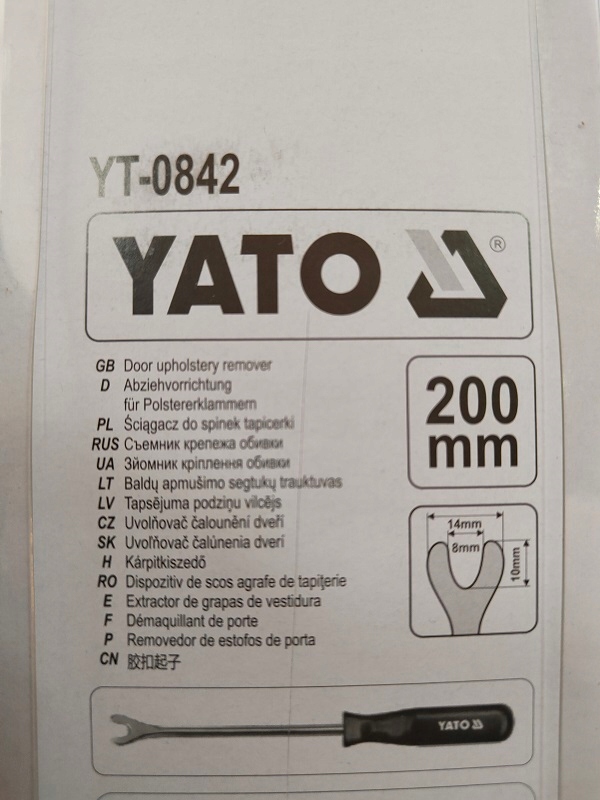 YT-0842
YATO ®
GB Door upholstery remover
D Abziehvorrichtung
für Polstererklammern
PL Ściągacz do spinek tapicerki
RUS Съемник крепежа обивки
UA Зйомник кріплення обивки
LT Baldų apmušimo segtukų trauktuvas
LV Tapsējuma podziņu vilcējs
CZ Uvolňovač čalounění dveří
SK Uvoľňovač čalúnenia dverí
H Kárpitkiszedő
RO Dispozitiv de scos agrafe de tapițerie
E Extractor de grapas de vestidura
F Démaquillant de porte
P Removedor de estofos de porta
CN 胶扣起子
200
mm
14mm
8mm
10mm
YATO